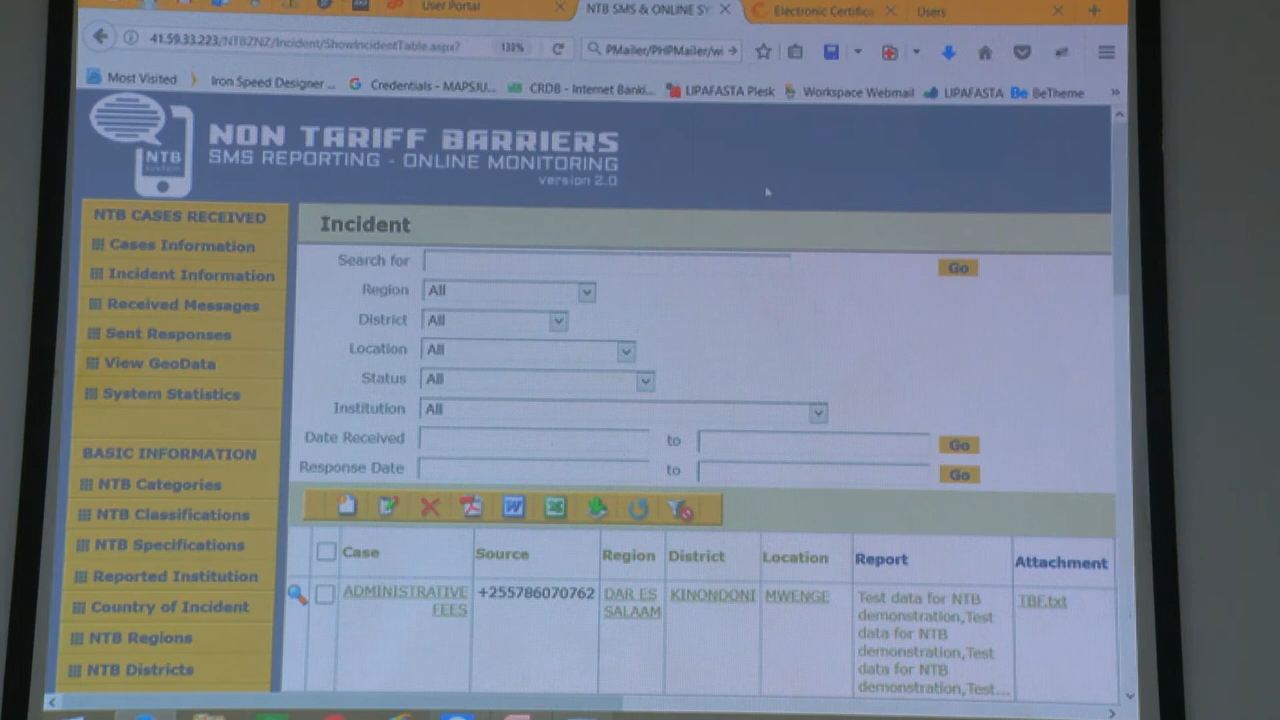 User Portal
NTB SMS & ONLINE SY
Electronic Certifica
Users
41.59.33.223/NTBZNZ/Incident/ShowIncidentTable.aspx?
133%
PMailer/PHPMailer/wi
Most Visited
Iron Speed Designer ...
Credentials - MAPSJU...
CRDB - Internet Banki...
LIPAFASTA Plesk
Workspace Webmail
LIPAFASTA
Be BeTheme
NTB
NON TARIFF BARRIERS
SMS REPORTING - ONLINE MONITORING
version 2.0
NTB CASES RECEIVED
Cases Information
Incident Information
Received Messages
Sent Responses
View GeoData
System Statistics
BASIC INFORMATION
NTB Categories
NTB Classifications
NTB Specifications
Reported Institution
Country of Incident
NTB Regions
NTB Districts
Incident
Search for
Go
Region All
District All
Location All
Status All
Institution All
Date Received to Go
Response Date to Go
Case Source Region District Location Report Attachment
ADMINISTRATIVE
FEES
+255786070762
DAR ES
SALAAM
KINONDONI
MWENGE
Test data for NTB
demonstration,Test
data for NTB
demonstration,Test
data for NTB
demonstration,Test...
TBF.txt